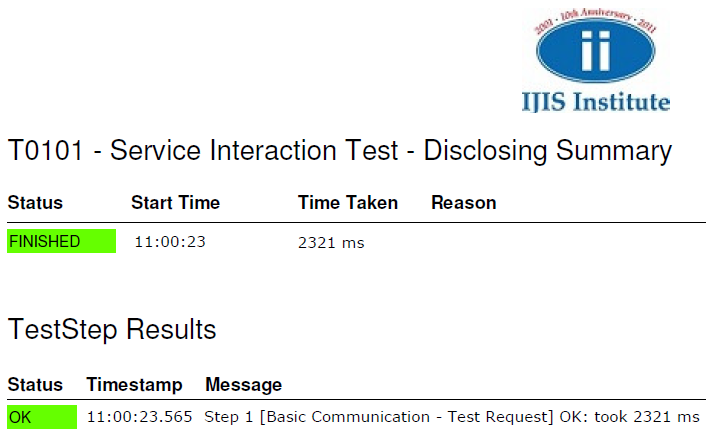 2001 · 10th Anniversary · 2011
ii
IJIS Institute
T0101 - Service Interaction Test - Disclosing Summary
Status Start Time Time Taken Reason
FINISHED 11:00:23 2321 ms
TestStep Results
Status Timestamp Message
OK 11:00:23.565 Step 1 [Basic Communication - Test Request] OK: took 2321 ms